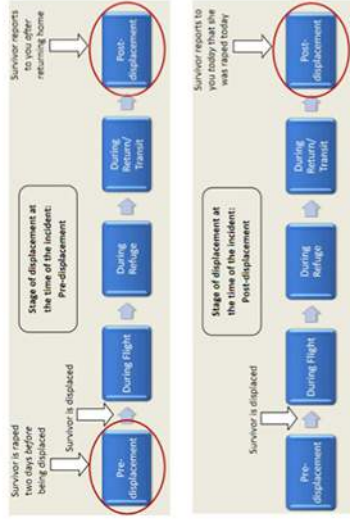 Survivor is raped
two days before
being displaced
Survivor is displaced
Survivor reports
to you after
returning home
Stage of displacement at
the time of the incident:
Pre-displacement
Pre-
displacement
During Flight
During
Refuge
During
Return/
Transit
Post-
displacement
Survivor is displaced
Survivor reports to
you today that she
was raped today
Stage of displacement at
the time of the incident:
Post-displacement
Pre-
displacement
During Flight
During
Refuge
During
Return/
Transit
Post-
displacement